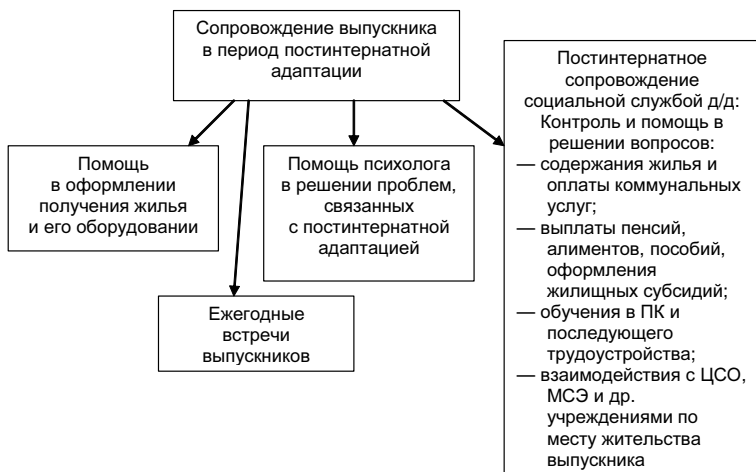 Сопровождение выпускника
в период постинтернатной
адаптации
Помощь
в оформлении
получения жилья
и его оборудовании
Помощь психолога
в решении проблем,
связанных
с постинтернатной
адаптацией
Ежегодные
встречи
выпускников
Постинтернатное
сопровождение
социальной службой д/д:
Контроль и помощь в
решении вопросов:
— содержания жилья и
оплаты коммунальных
услуг;
— выплаты пенсий,
алиментов, пособий,
оформления
жилищных субсидий;
— обучения в ПК и
последующего
трудоустройства;
— взаимодействия с ЦСО,
МСЭ и др.
учреждениями по
месту жительства
выпускника